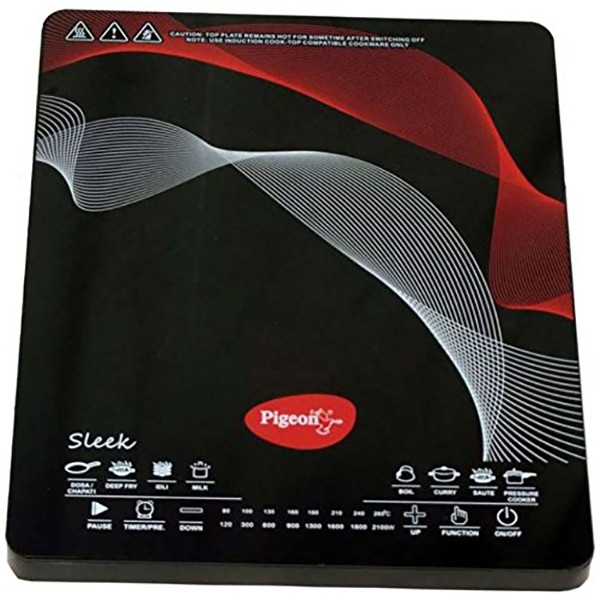 CAUTION: TOP PLATE REMAINS HOT FOR SOMETIME AFTER SWITCHING OFF
NOTE: USE INDUCTION COOK-TOP COMPATIBLE COOKWARE ONLY
Pigeon
Sleek
DOSA / CHAPATI DEEP FRY IDLI MILK
BOIL CURRY SAUTE PRESSURE COOKER
80 100 130 160 180 210 240 260°C
120 300 600 900 1300 1600 1800 2100W
PAUSE TIMER/PRE. DOWN
UP FUNCTION ON/OFF